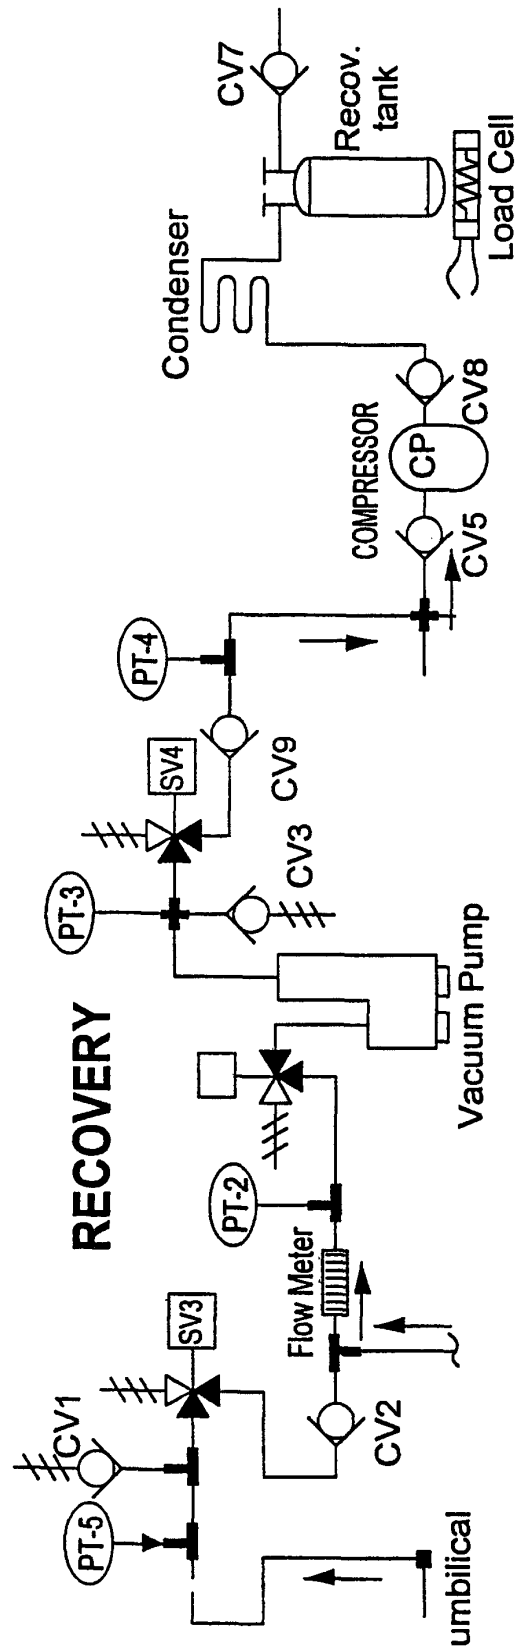 RECOVERY
umbilical
PT-5
CV1
SV3
CV2
Flow Meter
PT-2
Vacuum Pump
PT-3
CV3
SV4
CV9
PT-4
CV5
COMPRESSOR
CP
CV8
Condenser
Recov.
tank
Load Cell
CV7